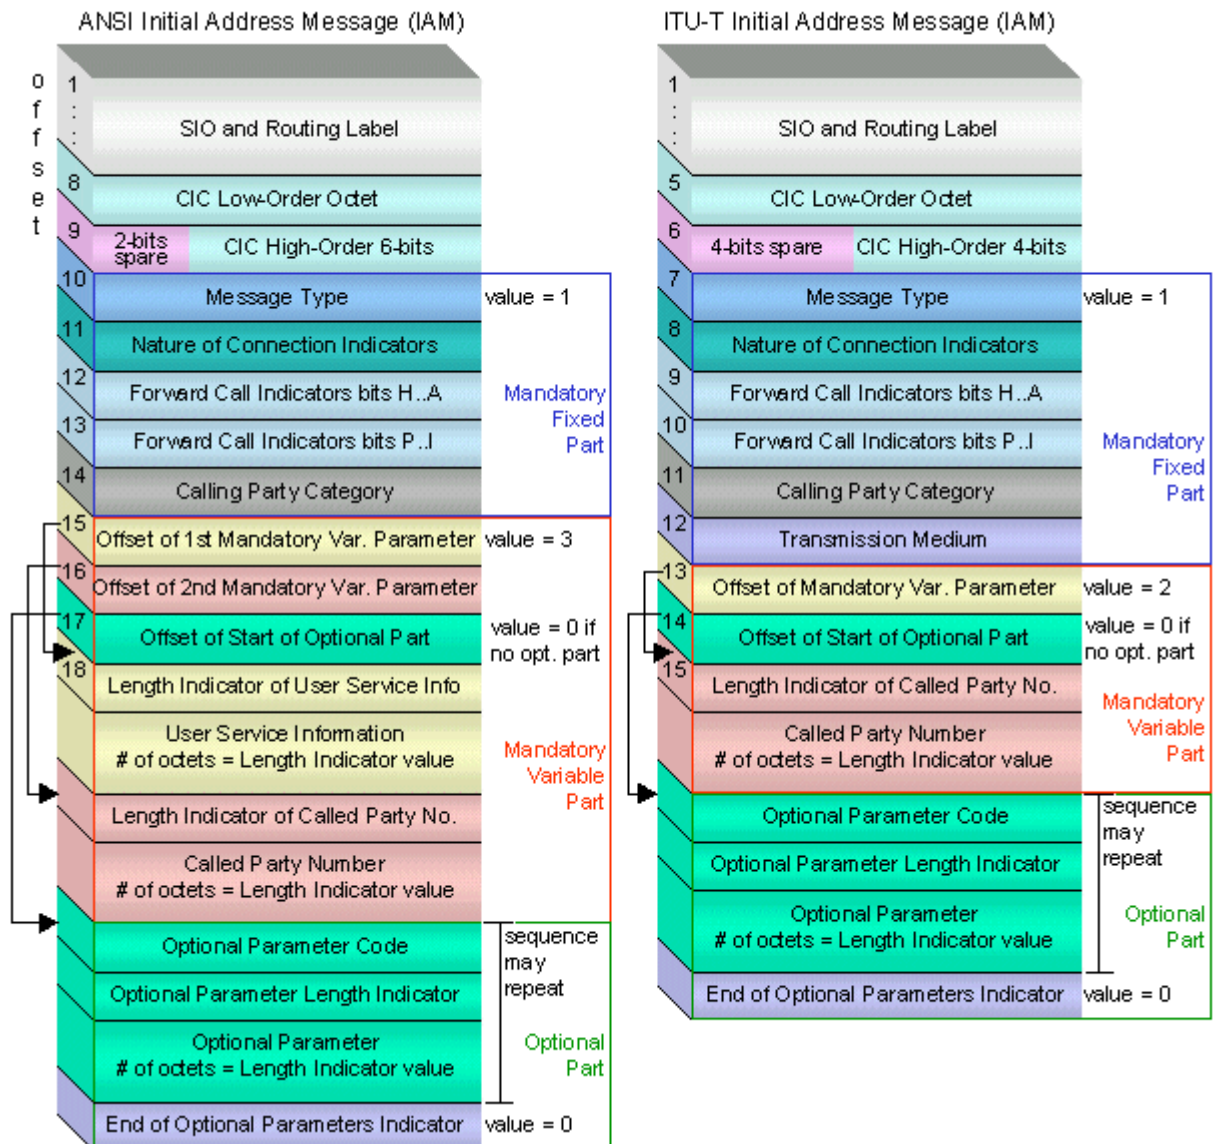 ANSI Initial Address Message (IAM)
offset
1
:
:
SIO and Routing Label
8
CIC Low-Order Octet
9
2-bits
spare
CIC High-Order 6-bits
10
Message Type
value = 1
11
Nature of Connection Indicators
12
Forward Call Indicators bits H..A
13
Forward Call Indicators bits P..I
Mandatory
Fixed
Part
14
Calling Party Category
15
Offset of 1st Mandatory Var. Parameter
value = 3
16
Offset of 2nd Mandatory Var. Parameter
17
Offset of Start of Optional Part
value = 0 if
no opt. part
18
Length Indicator of User Service Info
User Service Information
# of octets = Length Indicator value
Mandatory
Variable
Part
Length Indicator of Called Party No.
Called Party Number
# of octets = Length Indicator value
Optional Parameter Code
sequence
may
repeat
Optional Parameter Length Indicator
Optional Parameter
# of octets = Length Indicator value
Optional
Part
End of Optional Parameters Indicator
value = 0
ITU-T Initial Address Message (IAM)
1
:
:
SIO and Routing Label
5
CIC Low-Order Octet
6
4-bits spare
CIC High-Order 4-bits
7
Message Type
value = 1
8
Nature of Connection Indicators
9
Forward Call Indicators bits H..A
10
Forward Call Indicators bits P..I
Mandatory
Fixed
Part
11
Calling Party Category
12
Transmission Medium
13
Offset of Mandatory Var. Parameter
value = 2
14
Offset of Start of Optional Part
value = 0 if
no opt. part
15
Length Indicator of Called Party No.
Called Party Number
# of octets = Length Indicator value
Mandatory
Variable
Part
Optional Parameter Code
sequence
may
repeat
Optional Parameter Length Indicator
Optional Parameter
# of octets = Length Indicator value
Optional
Part
End of Optional Parameters Indicator
value = 0